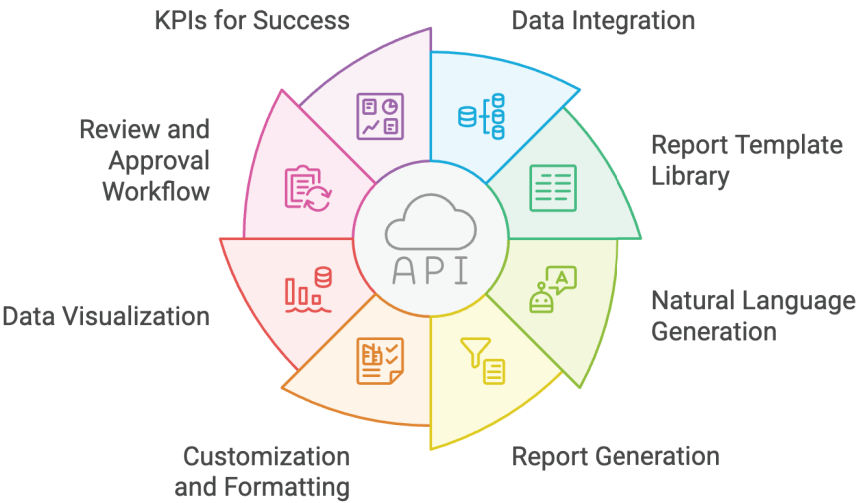 KPIs for Success
Data Integration
Review and
Approval
Workflow
Report Template
Library
API
A
Data Visualization
Natural Language
Generation
Customization
and Formatting
Report Generation